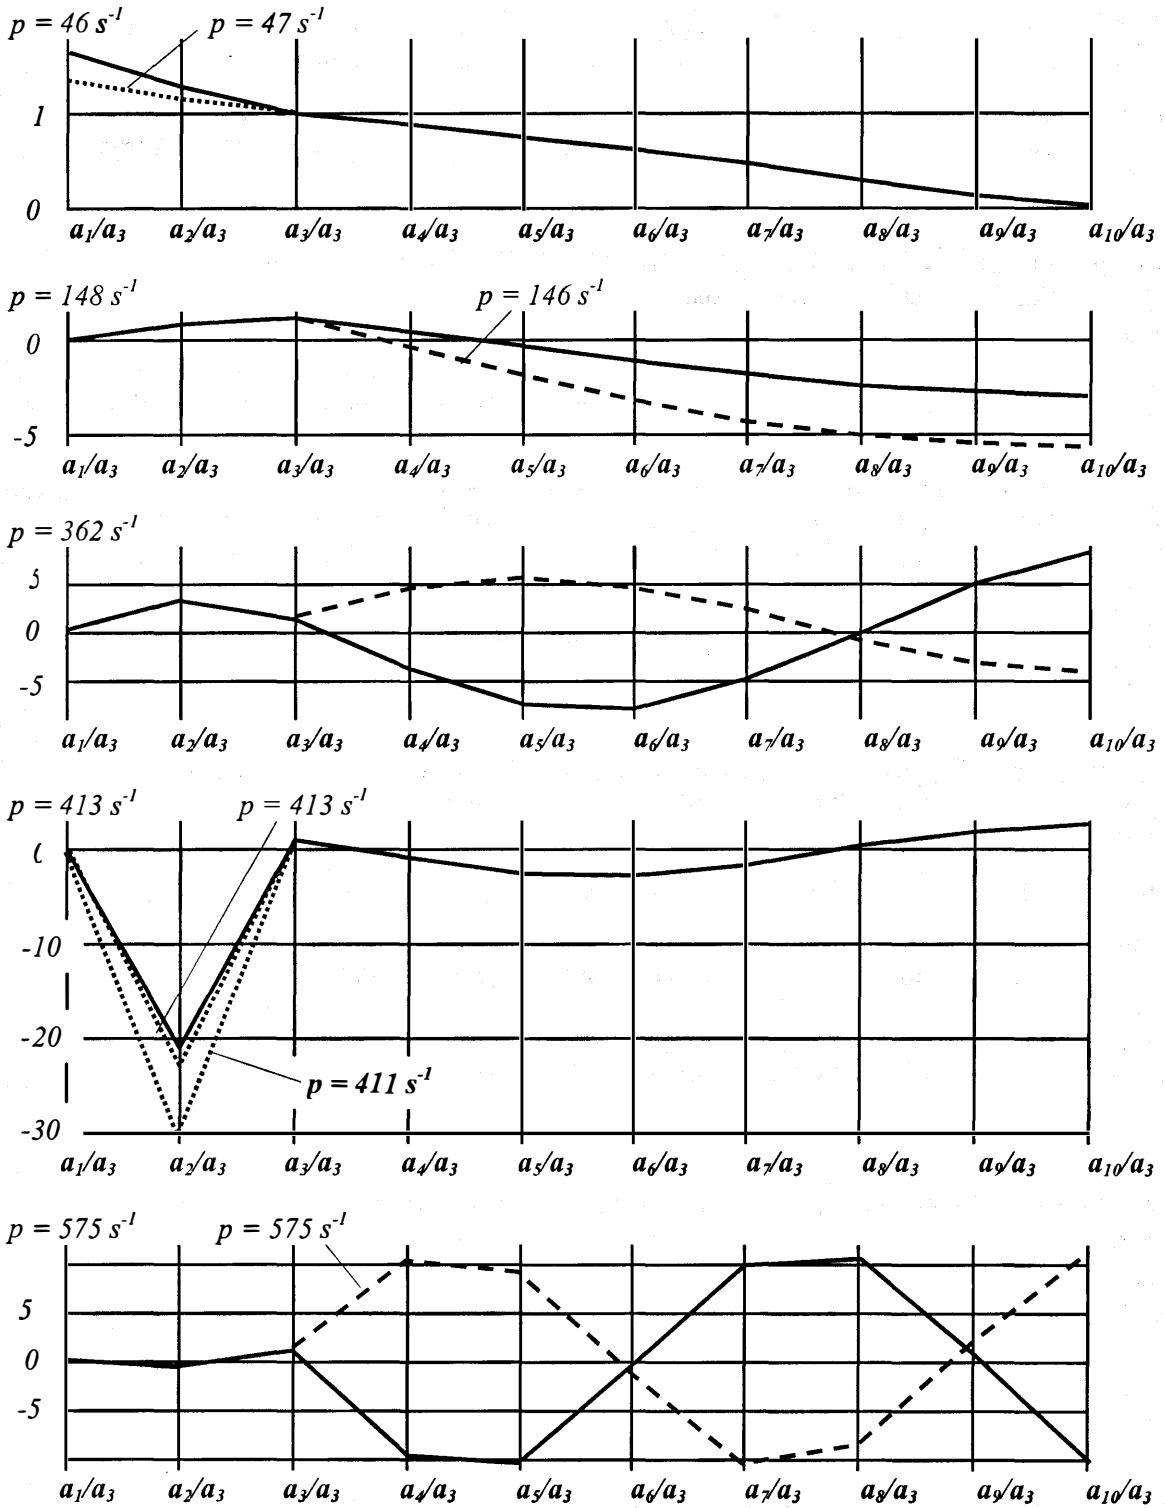 p = 46 s⁻¹ p = 47 s⁻¹
1
0
a₁/a₃ a₂/a₃ a₃/a₃ a₄/a₃ a₅/a₃ a₆/a₃ a₇/a₃ a₈/a₃ a₉/a₃ a₁₀/a₃
p = 148 s⁻¹ p = 146 s⁻¹
0
-5
a₁/a₃ a₂/a₃ a₃/a₃ a₄/a₃ a₅/a₃ a₆/a₃ a₇/a₃ a₈/a₃ a₉/a₃ a₁₀/a₃
p = 362 s⁻¹
5
0
-5
a₁/a₃ a₂/a₃ a₃/a₃ a₄/a₃ a₅/a₃ a₆/a₃ a₇/a₃ a₈/a₃ a₉/a₃ a₁₀/a₃
p = 413 s⁻¹ p = 413 s⁻¹
-10
-20
p = 411 s⁻¹
-30
a₁/a₃ a₂/a₃ a₃/a₃ a₄/a₃ a₅/a₃ a₆/a₃ a₇/a₃ a₈/a₃ a₉/a₃ a₁₀/a₃
p = 575 s⁻¹ p = 575 s⁻¹
5
0
-5
a₁/a₃ a₂/a₃ a₃/a₃ a₄/a₃ a₅/a₃ a₆/a₃ a₇/a₃ a₈/a₃ a₉/a₃ a₁₀/a₃